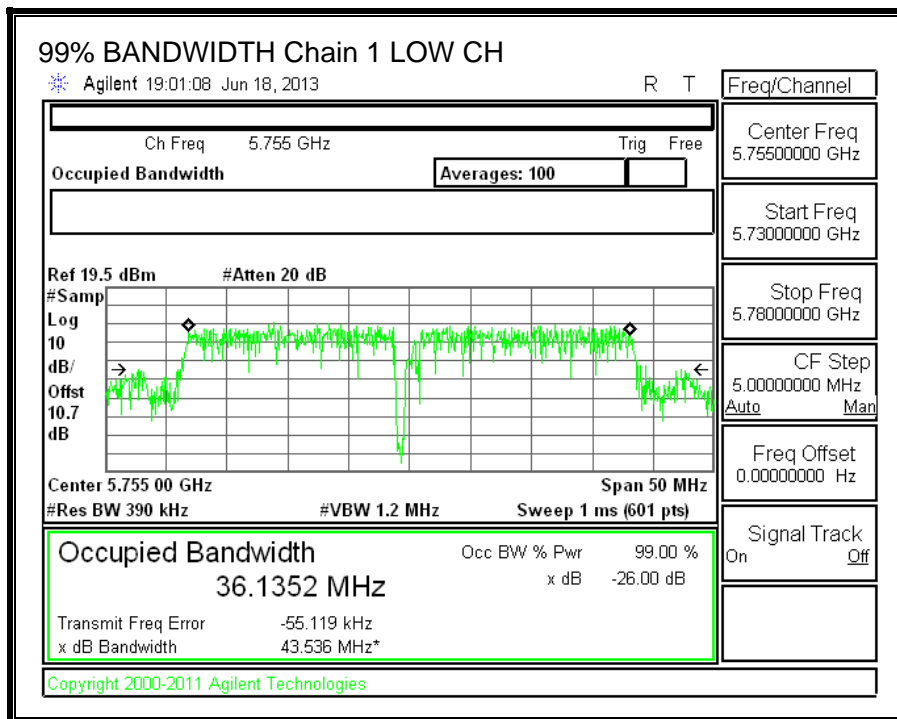 99% BANDWIDTH Chain 1 LOW CH
Agilent 19:01:08 Jun 18, 2013 R T
Freq/Channel
Ch Freq 5.755 GHz Trig Free
Occupied Bandwidth Averages: 100
Ref 19.5 dBm #Atten 20 dB
#Samp
Log
10
dB/
Offst
10.7
dB
Center 5.755 00 GHz Span 50 MHz
#Res BW 390 kHz #VBW 1.2 MHz Sweep 1 ms (601 pts)
Occupied Bandwidth Occ BW % Pwr 99.00 %
36.1352 MHz x dB -26.00 dB
Transmit Freq Error -55.119 kHz
x dB Bandwidth 43.536 MHz*
Copyright 2000-2011 Agilent Technologies
Center Freq
5.75500000 GHz
Start Freq
5.73000000 GHz
Stop Freq
5.78000000 GHz
CF Step
5.00000000 MHz
Auto Man
Freq Offset
0.00000000 Hz
Signal Track
On Off